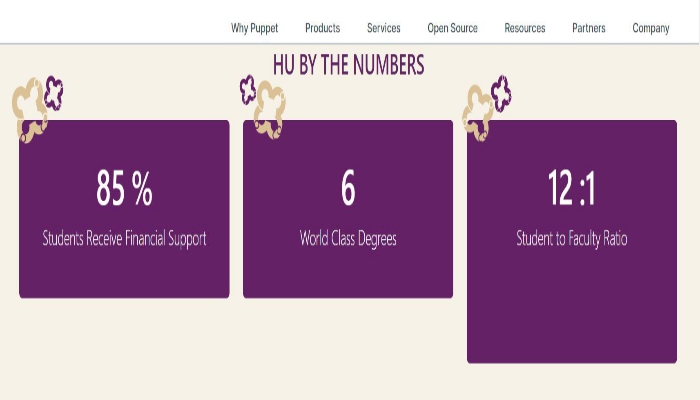 Why Puppet Products Services Open Source Resources Partners Company
HU BY THE NUMBERS
85 %
Students Receive Financial Support
6
World Class Degrees
12 :1
Student to Faculty Ratio